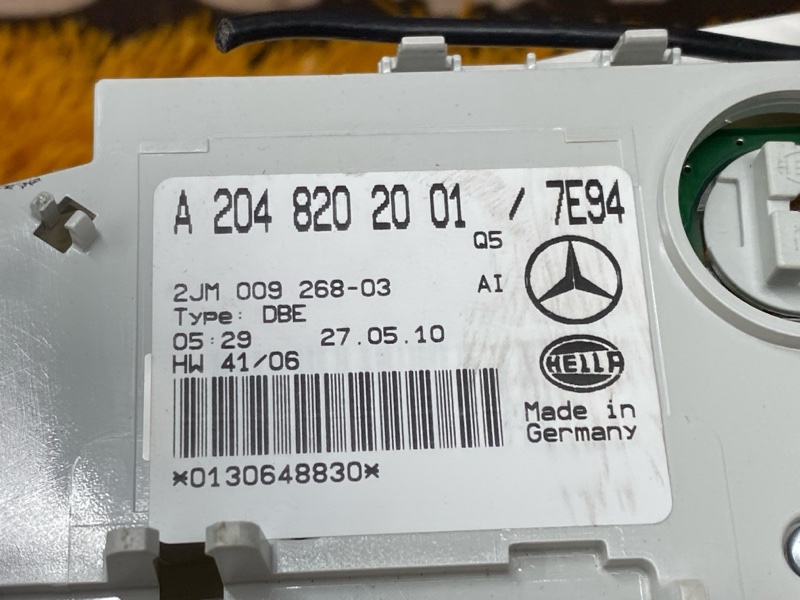 A 204 820 20 01 / 7E94
Q5
2JM 009 268-03 AI
Type: DBE
05:29 27.05.10
HW 41/06
HELLA
Made in
Germany
*0130648830*